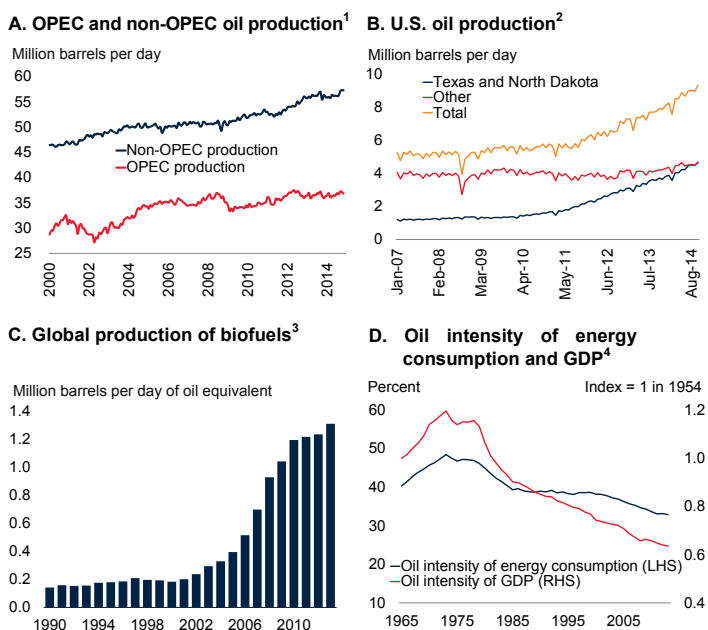 A. OPEC and non-OPEC oil production1
Million barrels per day
60
55
50
45
40
35
30
25
Non-OPEC production
OPEC production
2000
2002
2004
2006
2008
2010
2012
2014
B. U.S. oil production2
Million barrels per day
10
8
6
4
2
0
Texas and North Dakota
Other
Total
Jan-07
Feb-08
Mar-09
Apr-10
May-11
Jun-12
Jul-13
Aug-14
C. Global production of biofuels3
Million barrels per day of oil equivalent
1.4
1.2
1.0
0.8
0.6
0.4
0.2
0.0
1990
1994
1998
2002
2006
2010
D. Oil intensity of energy
consumption and GDP4
Percent
Index = 1 in 1954
60
50
40
30
20
10
1.2
1.0
0.8
0.6
0.4
Oil intensity of energy consumption (LHS)
Oil intensity of GDP (RHS)
1965
1975
1985
1995
2005